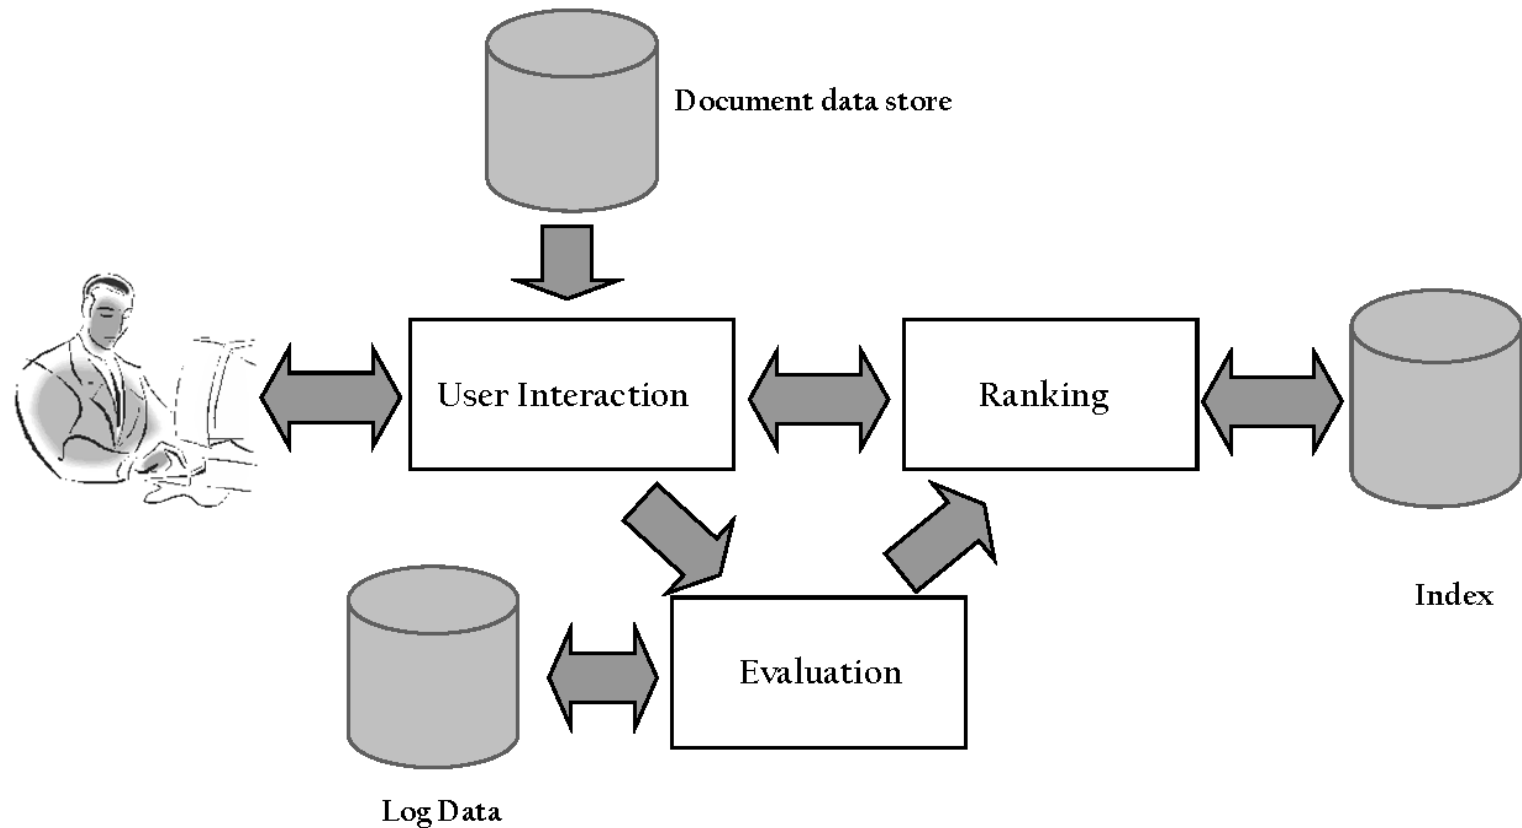 Document data store
User Interaction
Ranking
Index
Evaluation
Log Data